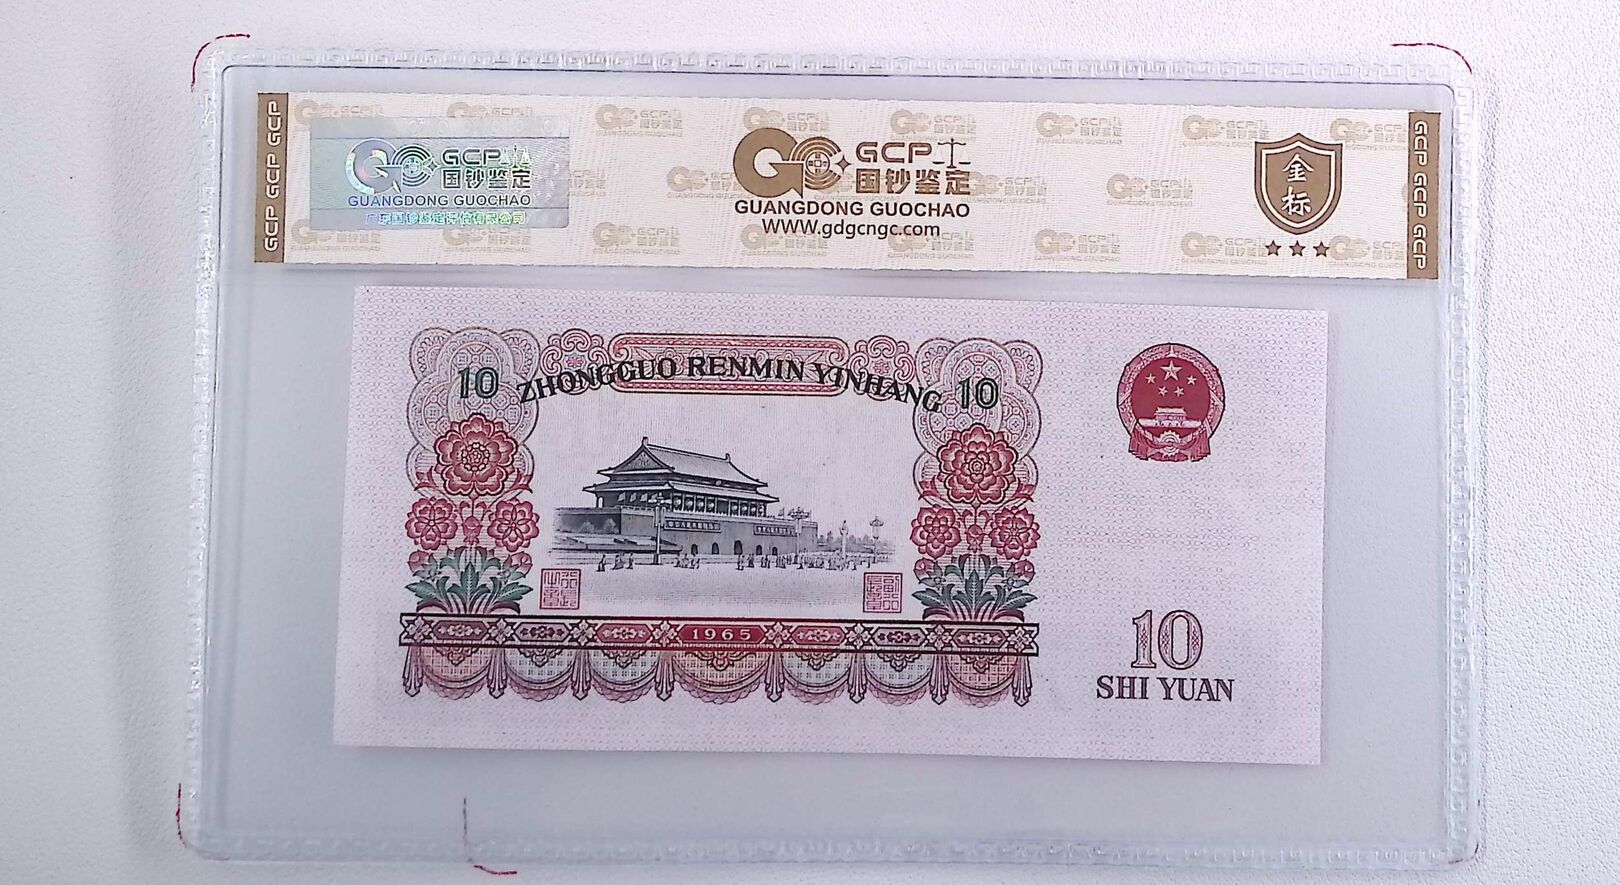 GCP GCP GCP
GCP
国钞鉴定
GUANGDONG GUOCHAO
广东国钞鉴定评估有限公司
GCP
国钞鉴定
GUANGDONG GUOCHAO
WWW.gdgcngc.com
金标
GCP GCP GCP
10 ZHONGGUO RENMIN YINHANG 10
1965
10
SHI YUAN